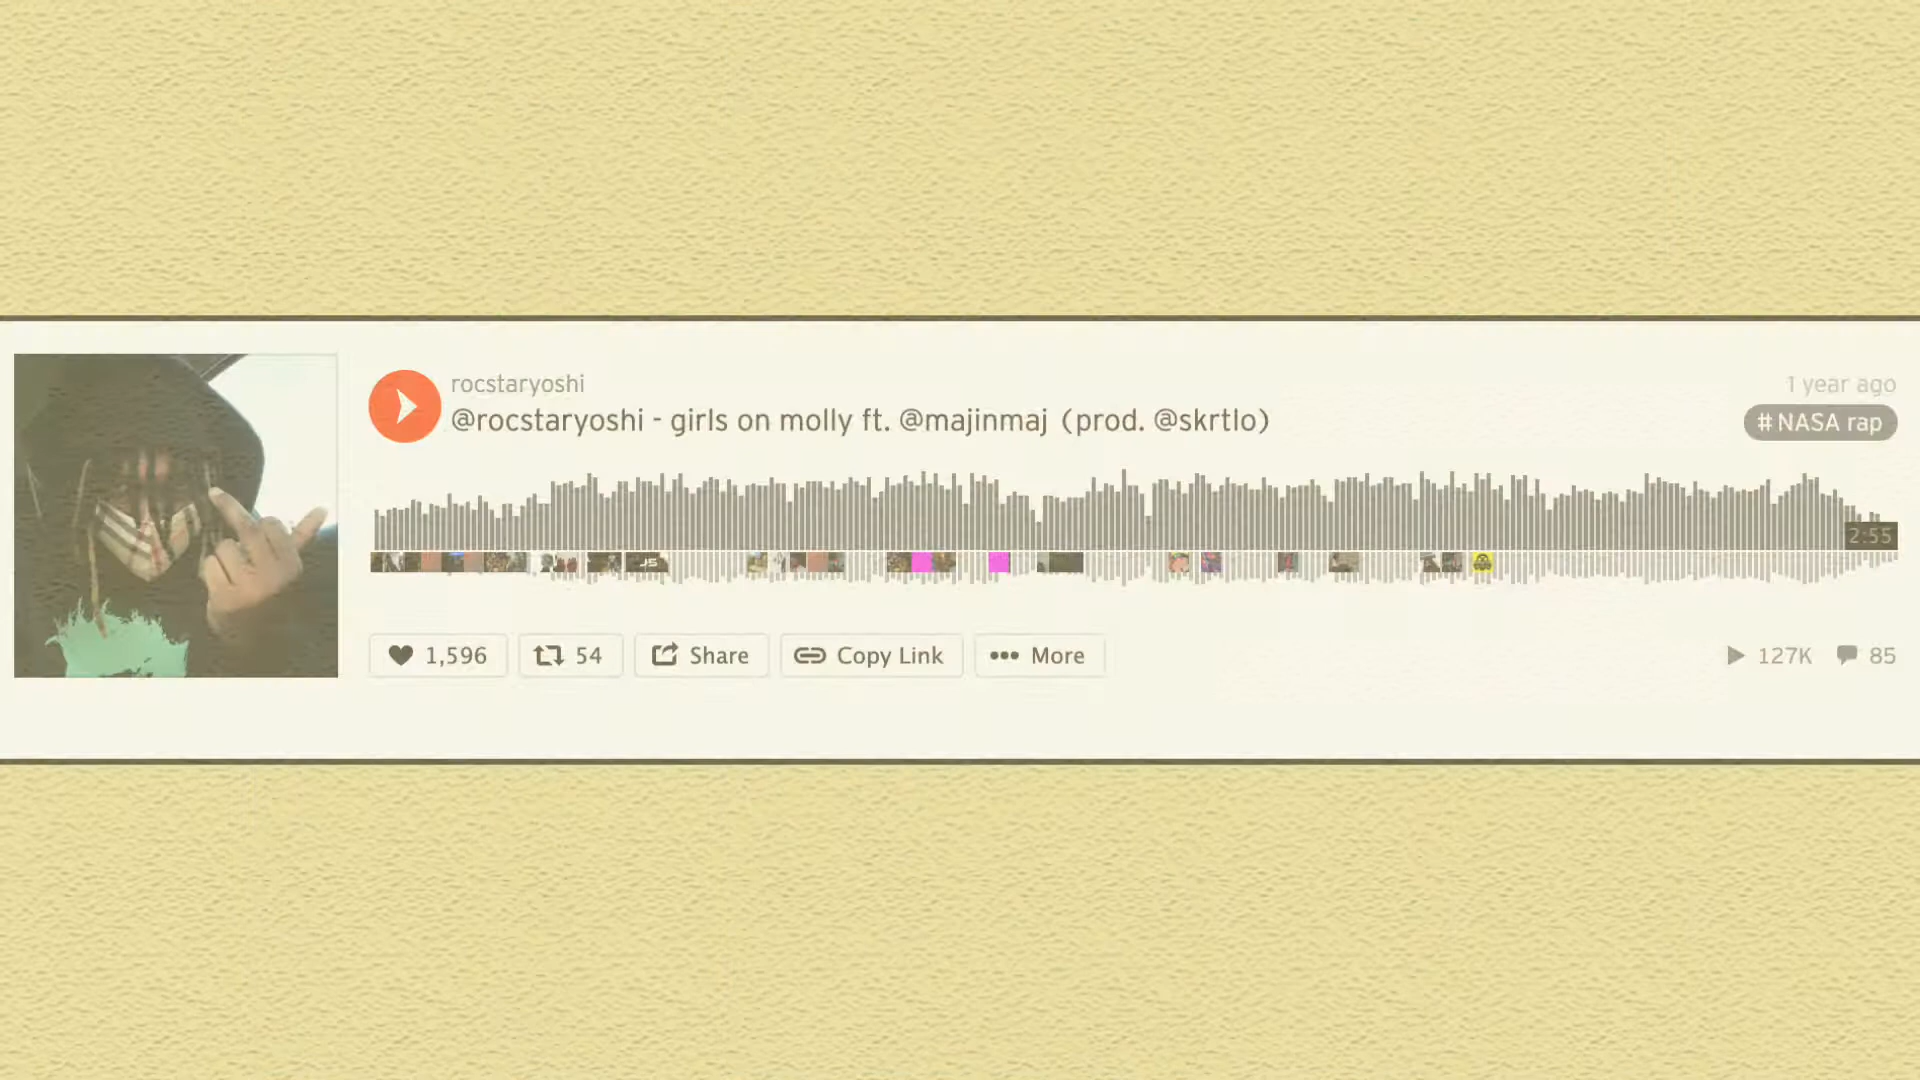 rocstaryoshi
1 year ago
@rocstaryoshi - girls on molly ft. @majinmaj (prod. @skrtlo)
# NASA rap
2:55
JS
1,596
54
Share
Copy Link
More
127K
85